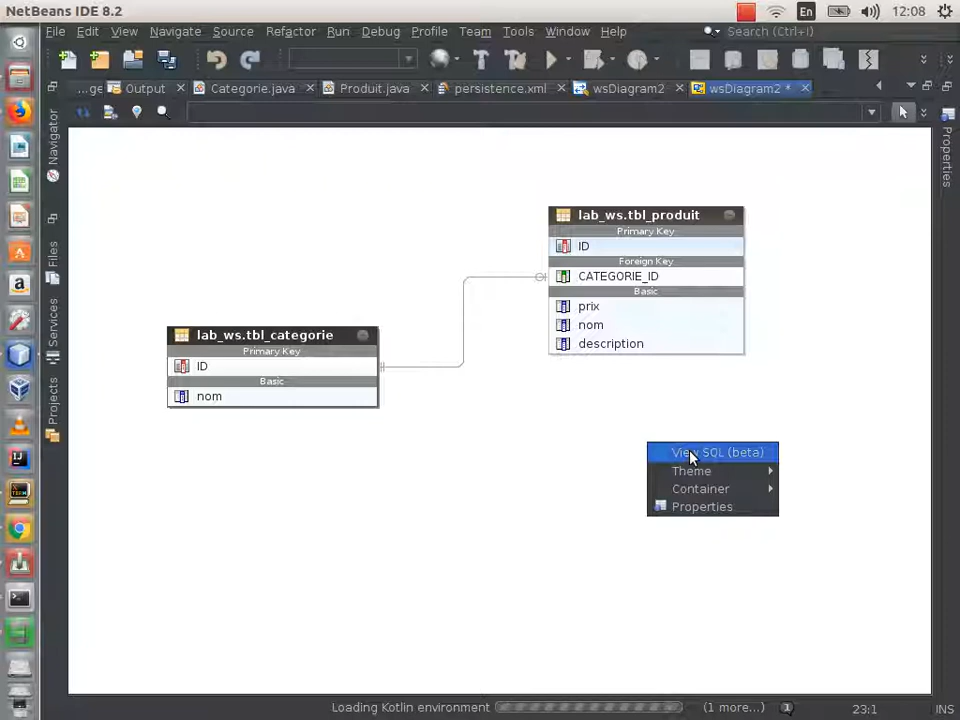 NetBeans IDE 8.2
En
12:08
File Edit View Navigate Source Refactor Run Debug Profile Team Tools Window Help
Search (Ctrl+I)
...ge Output Categorie.java Produit.java persistence.xml wsDiagram2 wsDiagram2 *
Navigator
Files
Services
Projects
Properties
lab_ws.tbl_produit
Primary Key
ID
Foreign Key
CATEGORIE_ID
Basic
prix
nom
description
lab_ws.tbl_categorie
Primary Key
ID
Basic
nom
View SQL (beta)
Theme
Container
Properties
Loading Kotlin environment (1 more...) 1 23:1 INS